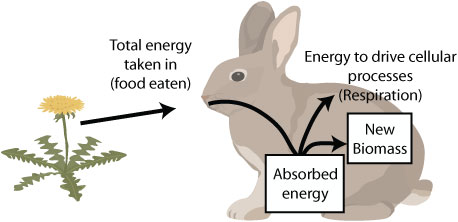 Total energy
taken in
(food eaten)
Energy to drive cellular
processes
(Respiration)
New
Biomass
Absorbed
energy